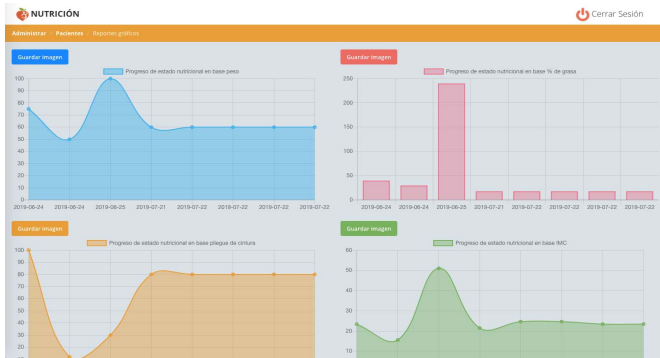 NUTRICIÓN
Cerrar Sesión
Administrar / Pacientes / Reportes gráficos
Guardar Imagen
Progreso de estado nutricional en base peso
100
90
80
70
60
50
40
30
20
10
0
2019-06-24 2019-06-24 2019-06-25 2019-07-21 2019-07-22 2019-07-22 2019-07-22 2019-07-22
Guardar Imagen
Progreso de estado nutricional en base % de grasa
250
200
150
100
50
0
2019-06-24 2019-06-24 2019-06-25 2019-07-21 2019-07-22 2019-07-22 2019-07-22 2019-07-22
Guardar Imagen
Progreso de estado nutricional en base pliegue de cintura
100
90
80
70
60
50
40
30
20
Guardar Imagen
Progreso de estado nutricional en base IMC
60
50
40
30
20
10